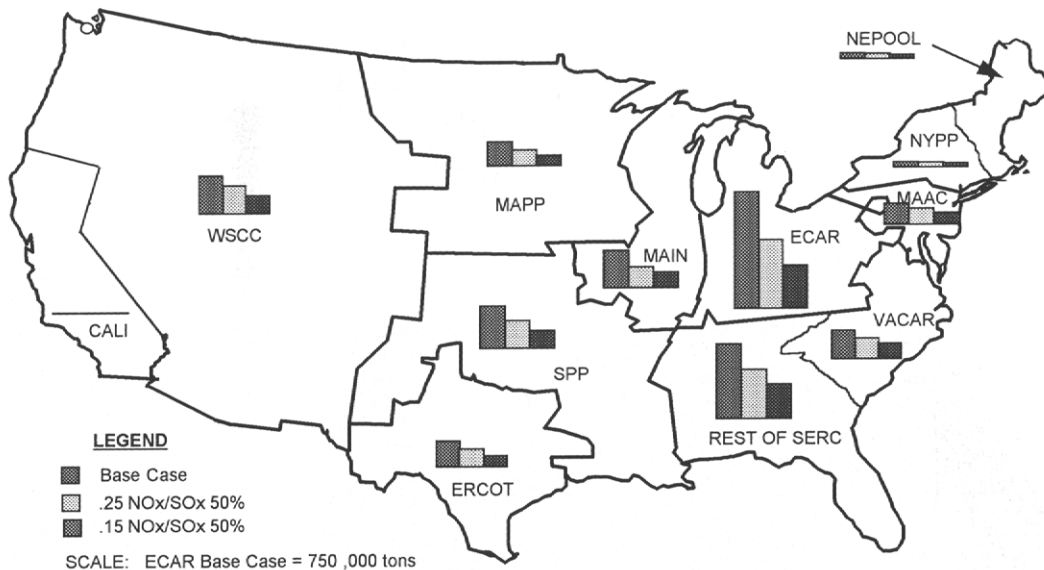 NEPOOL
NYPP
MAAC
MAPP
WSCC
MAIN
ECAR
VACAR
CALI
SPP
REST OF SERC
ERCOT
LEGEND
Base Case
.25 NOx/SOx 50%
.15 NOx/SOx 50%
SCALE: ECAR Base Case = 750 ,000 tons